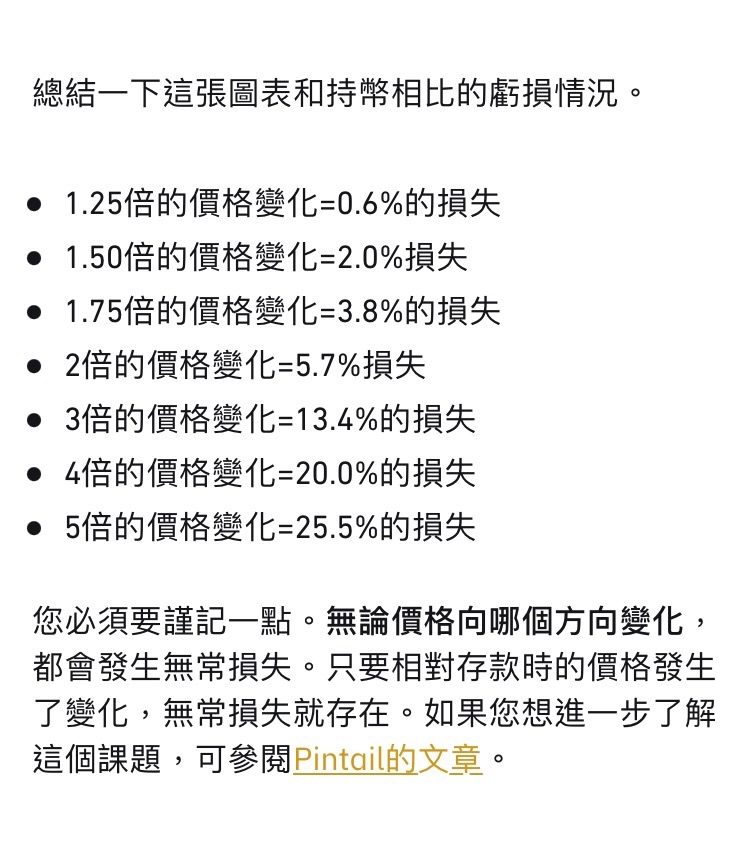 總結一下這張圖表和持幣相比的虧損情況。
● 1.25倍的價格變化=0.6%的損失
● 1.50倍的價格變化=2.0%損失
● 1.75倍的價格變化=3.8%的損失
● 2倍的價格變化=5.7%損失
● 3倍的價格變化=13.4%的損失
● 4倍的價格變化=20.0%的損失
● 5倍的價格變化=25.5%的損失
您必須要謹記一點。無論價格向哪個方向變化，
都會發生無常損失。只要相對存款時的價格發生
了變化，無常損失就存在。如果您想進一步了解
這個課題，可參閱Pintail的文章。